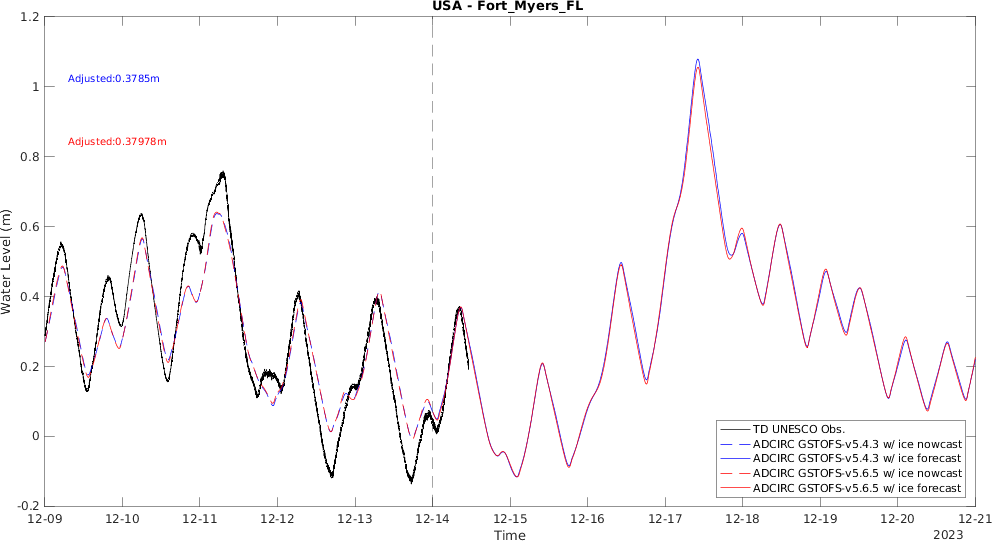 USA - Fort_Myers_FL
Adjusted:0.3785m
Adjusted:0.37978m
Water Level (m)
1.2
1
0.8
0.6
0.4
0.2
0
-0.2
TD UNESCO Obs.
ADCIRC GSTOFS-v5.4.3 w/ ice nowcast
ADCIRC GSTOFS-v5.4.3 w/ ice forecast
ADCIRC GSTOFS-v5.6.5 w/ ice nowcast
ADCIRC GSTOFS-v5.6.5 w/ ice forecast
12-09 12-10 12-11 12-12 12-13 12-14 12-15 12-16 12-17 12-18 12-19 12-20 12-21
Time
2023